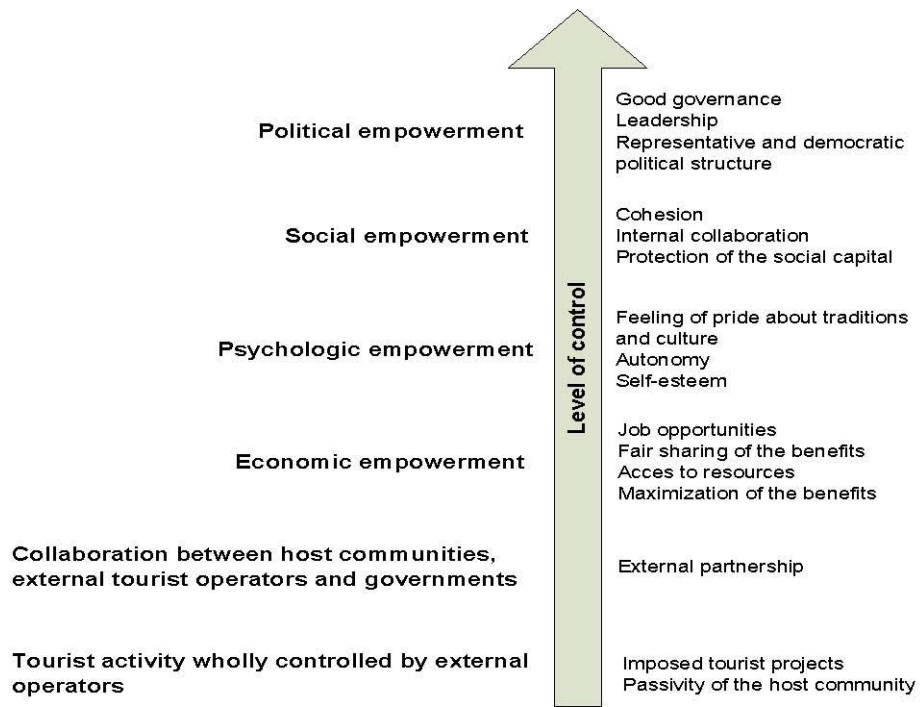 Political empowerment
Good governance
Leadership
Representative and democratic
political structure
Social empowerment
Cohesion
Internal collaboration
Protection of the social capital
Level of control
Psychologic empowerment
Feeling of pride about traditions
and culture
Autonomy
Self-esteem
Economic empowerment
Job opportunities
Fair sharing of the benefits
Acces to resources
Maximization of the benefits
Collaboration between host communities,
external tourist operators and governments
External partnership
Tourist activity wholly controlled by external
operators
Imposed tourist projects
Passivity of the host community